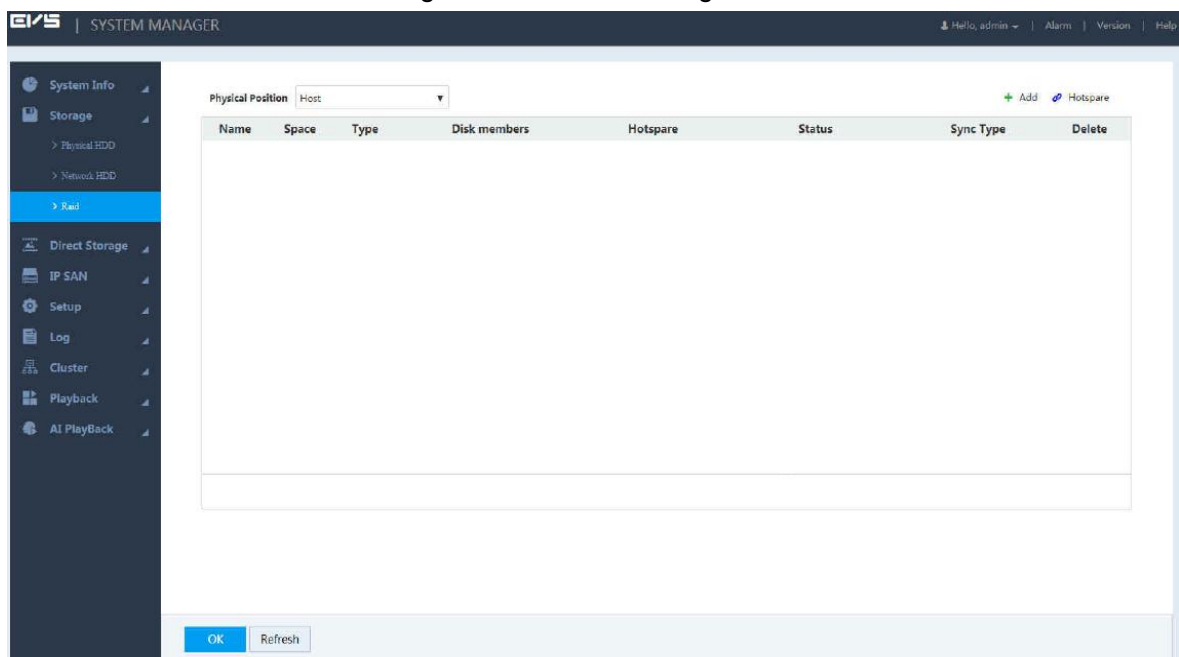 EVS | SYSTEM MANAGER
Hello, admin | Alarm | Version | Help
System Info
Storage
> Physical HDD
> Network HDD
> Raid
Direct Storage
IP SAN
Setup
Log
Cluster
Playback
AI PlayBack
Physical Position Host
+ Add Hotspare
Name Space Type Disk members Hotspare Status Sync Type Delete
OK Refresh